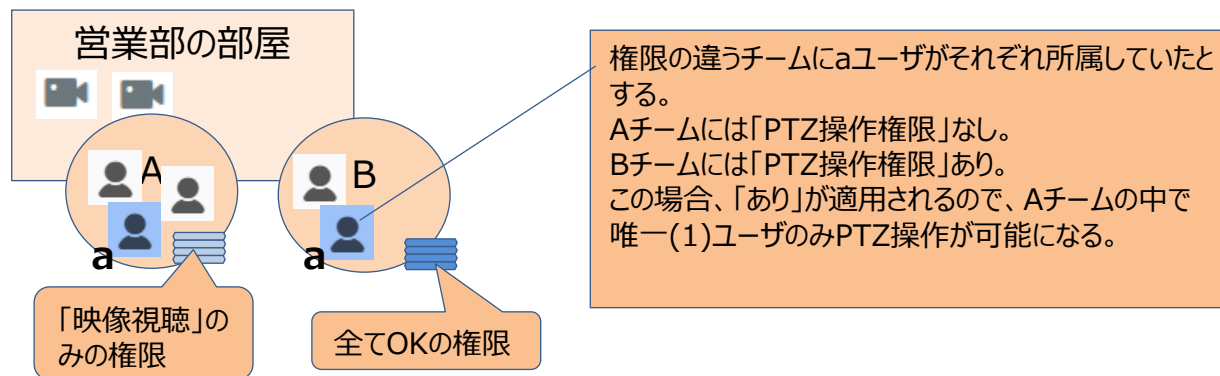 営業部の部屋
A
a
B
a
「映像視聴」の
みの権限
全てOKの権限
権限の違うチームにaユーザがそれぞれ所属していたと
する。
Aチームには「PTZ操作権限」なし。
Bチームには「PTZ操作権限」あり。
この場合、「あり」が適用されるので、Aチームの中で
唯一(1)ユーザのみPTZ操作が可能になる。